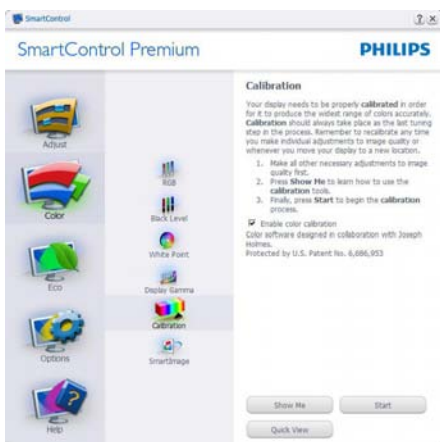 SmartControl
SmartControl Premium
PHILIPS
Adjust
Color
Eco
Options
Help
RGB
Black Level
White Point
Display Gamma
Calibration
SmartImage
Calibration
Your display needs to be properly calibrated in order
for it to produce the widest range of colors accurately.
Calibration should always take place as the last tuning
step in the process. Remember to recalibrate any time
you make individual adjustments to image quality or
whenever you move your display to a new location.
1. Make all other necessary adjustments to image
quality first.
2. Press Show Me to learn how to use the
calibration tools.
3. Finally, press Start to begin the calibration
process.
Enable color calibration
Color software designed in collaboration with Joseph
Holmes.
Protected by U.S. Patent No. 6,686,953
Show Me
Start
Quick View